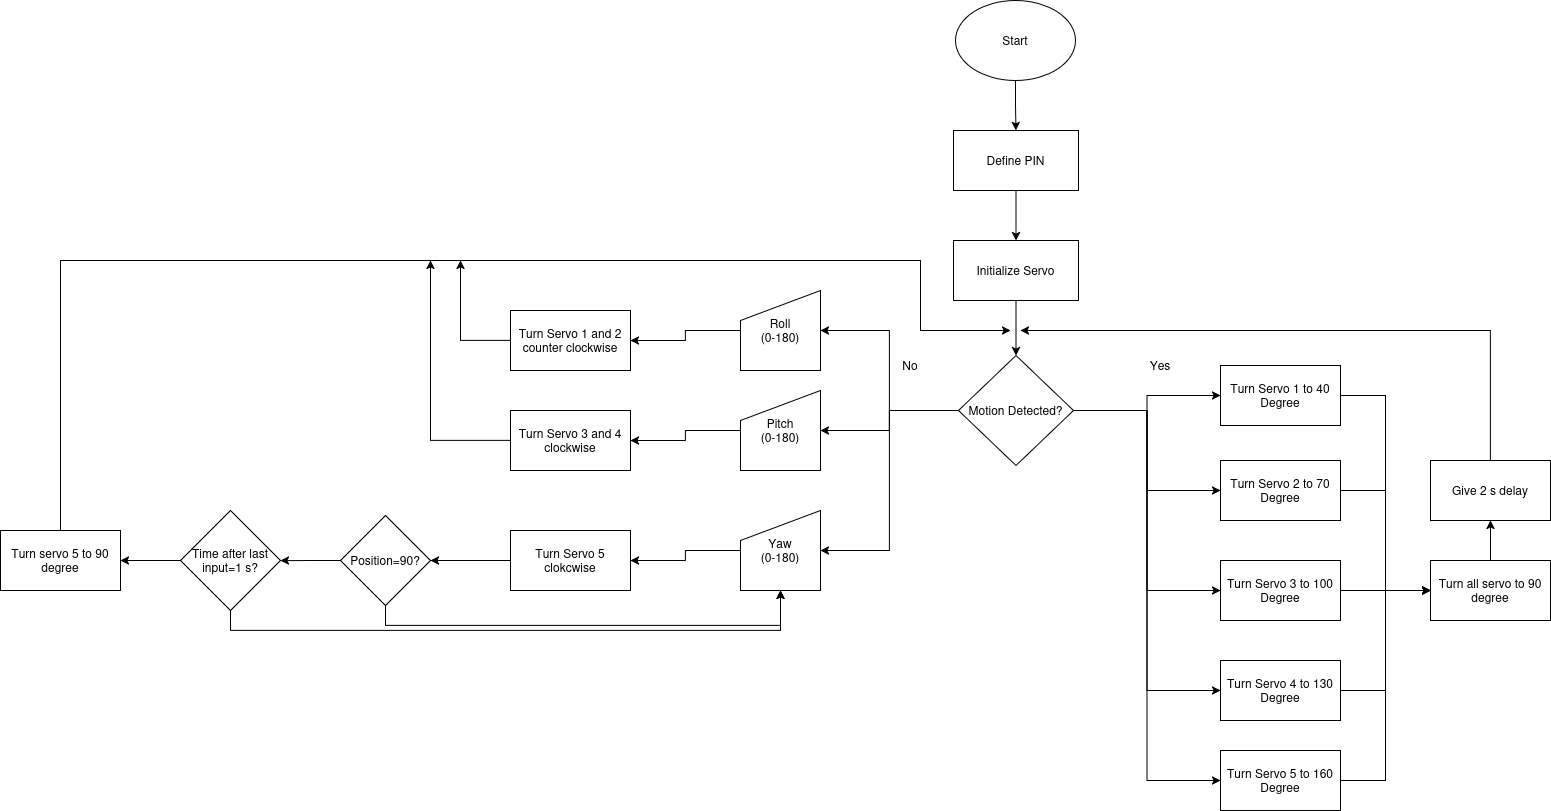 Start
Define PIN
Initialize Servo
Motion Detected?
No
Yes
Roll
(0-180)
Turn Servo 1 and 2
counter clockwise
Pitch
(0-180)
Turn Servo 3 and 4
clockwise
Yaw
(0-180)
Turn Servo 5
clokcwise
Position=90?
Time after last
input=1 s?
Turn servo 5 to 90
degree
Turn Servo 1 to 40
Degree
Turn Servo 2 to 70
Degree
Turn Servo 3 to 100
Degree
Turn Servo 4 to 130
Degree
Turn Servo 5 to 160
Degree
Turn all servo to 90
degree
Give 2 s delay